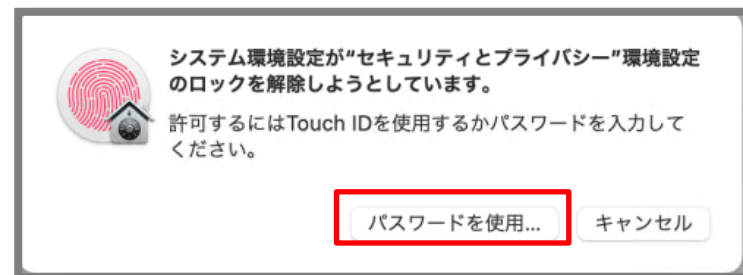 システム環境設定が“セキュリティとプライバシー”環境設定
のロックを解除しようとしています。
許可するにはTouch IDを使用するかパスワードを入力して
ください。
パスワードを使用... キャンセル